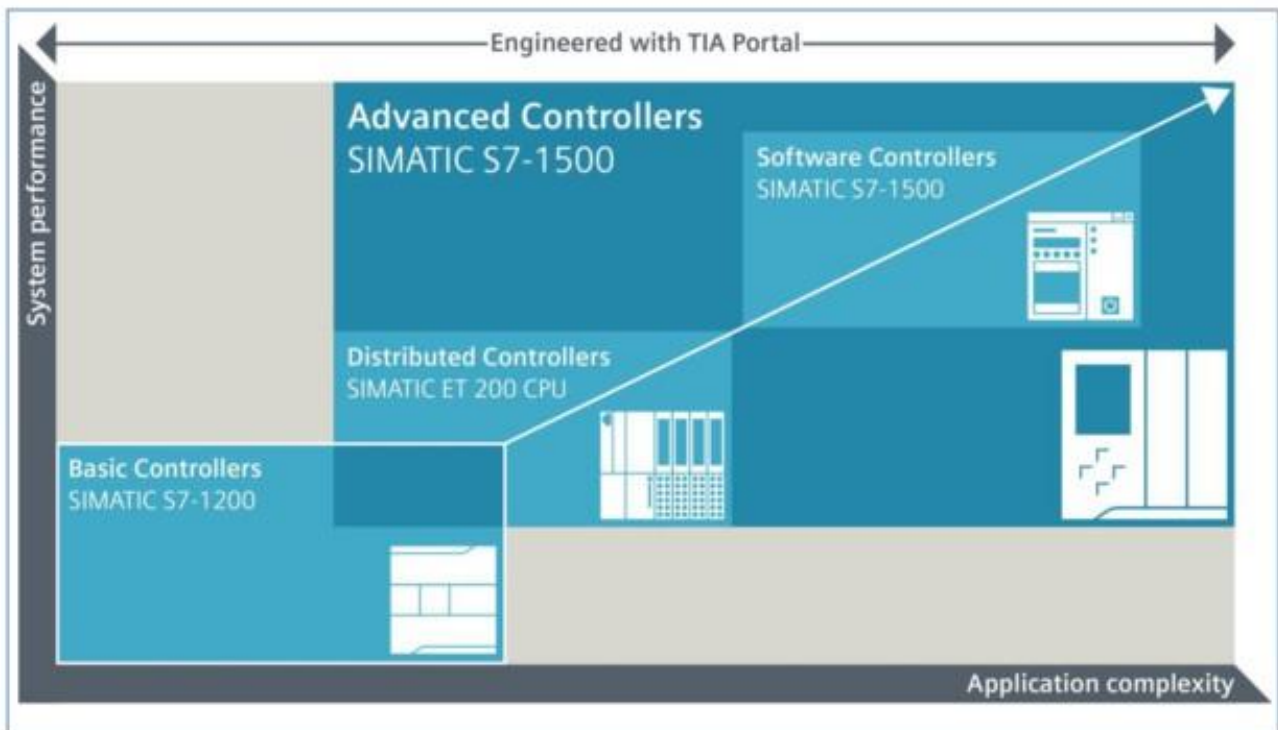 Engineered with TIA Portal
System performance
Advanced Controllers
SIMATIC S7-1500
Software Controllers
SIMATIC S7-1500
Distributed Controllers
SIMATIC ET 200 CPU
Basic Controllers
SIMATIC S7-1200
Application complexity